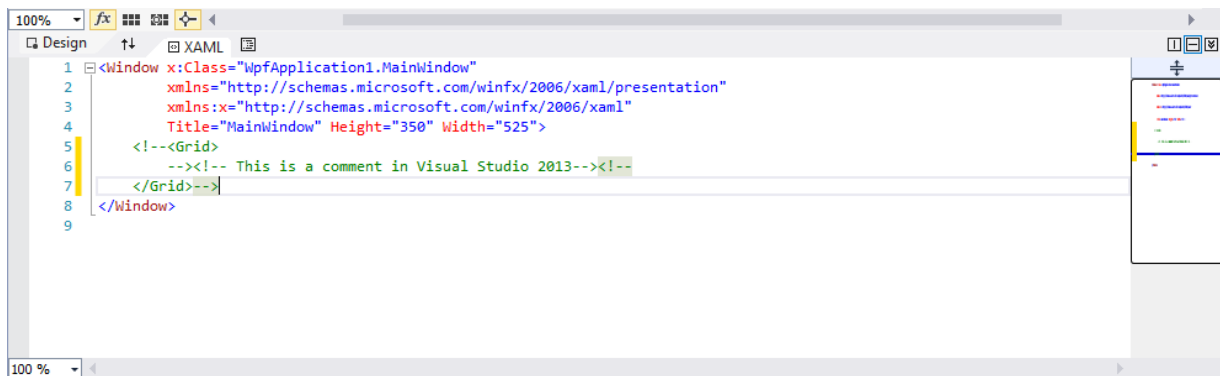 100%
fx
Design XAML
1 <Window x:Class="WpfApplication1.MainWindow"
2 xmlns="http://schemas.microsoft.com/winfx/2006/xaml/presentation"
3 xmlns:x="http://schemas.microsoft.com/winfx/2006/xaml"
4 Title="MainWindow" Height="350" Width="525">
5 <!--<Grid>
6 --><!-- This is a comment in Visual Studio 2013--><!--
7 </Grid>-->
8 </Window>
9
100 %